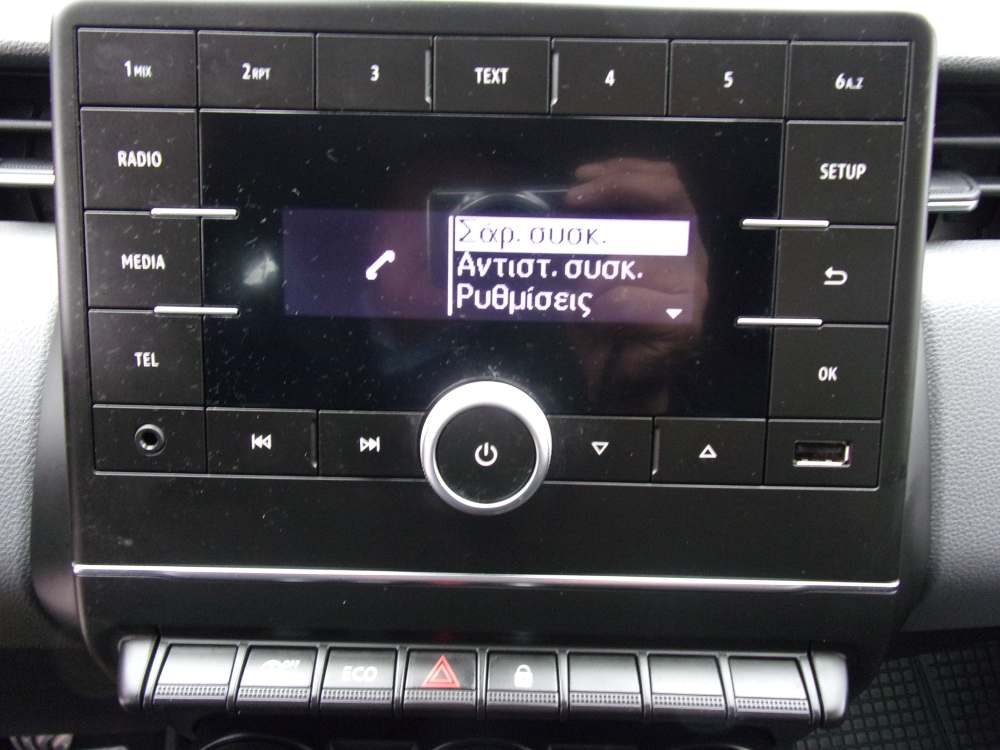 1MIX 2RPT 3 TEXT 4 5 6A.Z
RADIO
SETUP
MEDIA
Σαρ. συσκ.
Αντιστ. συσκ.
Ρυθμίσεις
TEL
OK
ECO